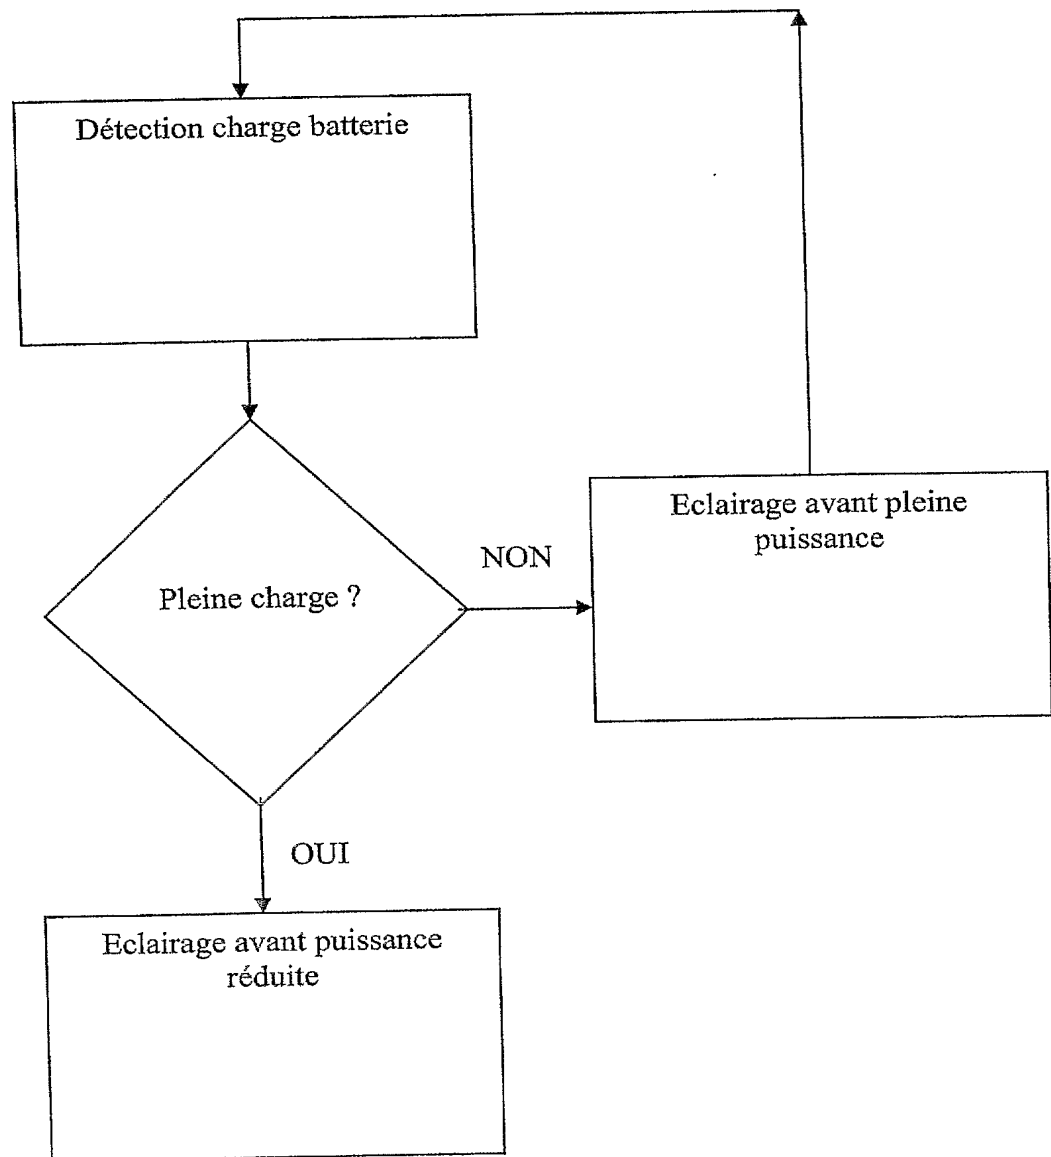 Détection charge batterie
Pleine charge ?
NON
Eclairage avant pleine
puissance
OUI
Eclairage avant puissance
réduite